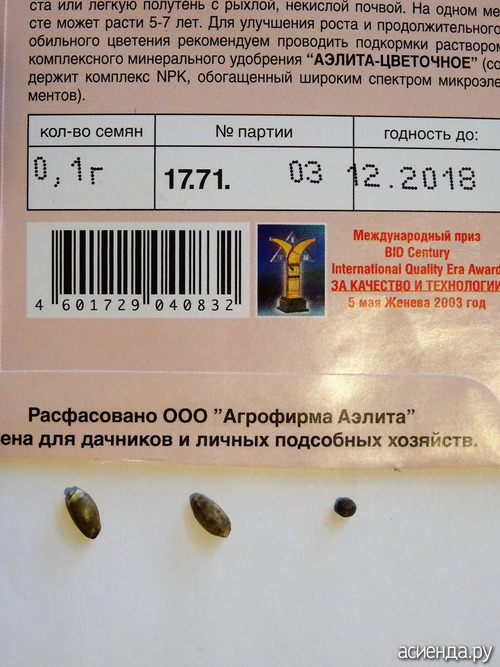 ста или легкую полутень с рыхлой, некислой почвой. На одном ме
сте может расти 5-7 лет. Для улучшения роста и продолжительного
обильного цветения рекомендуем проводить подкормки раствором
комплексного минерального удобрения "АЭЛИТА-ЦВЕТОЧНОЕ" (со
держит комплекс NPK, обогащенный широким спектром микроэле
ментов).
кол-во семян № партии годность до:
0,1г 17.71. 03 12.2018
4 601729 040832
Международный приз
BID Century
International Quality Era Award
ЗА КАЧЕСТВО И ТЕХНОЛОГИИ
5 мая Женева 2003 год
Расфасовано ООО "Агрофирма Аэлита"
ена для дачников и личных подсобных хозяйств.
асиенда.ру